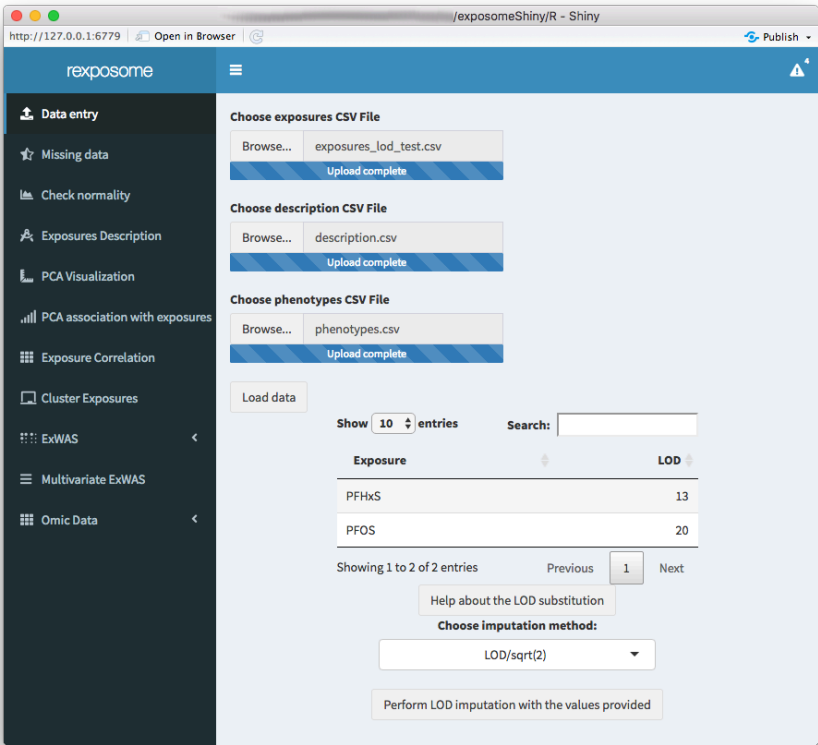 /exposomeShiny/R - Shiny
http://127.0.0.1:6779 Open in Browser Publish
rexposome
4
Data entry
Missing data
Check normality
Exposures Description
PCA Visualization
PCA association with exposures
Exposure Correlation
Cluster Exposures
ExWAS
Multivariate ExWAS
Omic Data
Choose exposures CSV File
Browse... exposures_lod_test.csv
Upload complete
Choose description CSV File
Browse... description.csv
Upload complete
Choose phenotypes CSV File
Browse... phenotypes.csv
Upload complete
Load data
Show 10 entries Search:
Exposure LOD
PFHxS 13
PFOS 20
Showing 1 to 2 of 2 entries Previous 1 Next
Help about the LOD substitution
Choose imputation method:
LOD/sqrt(2)
Perform LOD imputation with the values provided